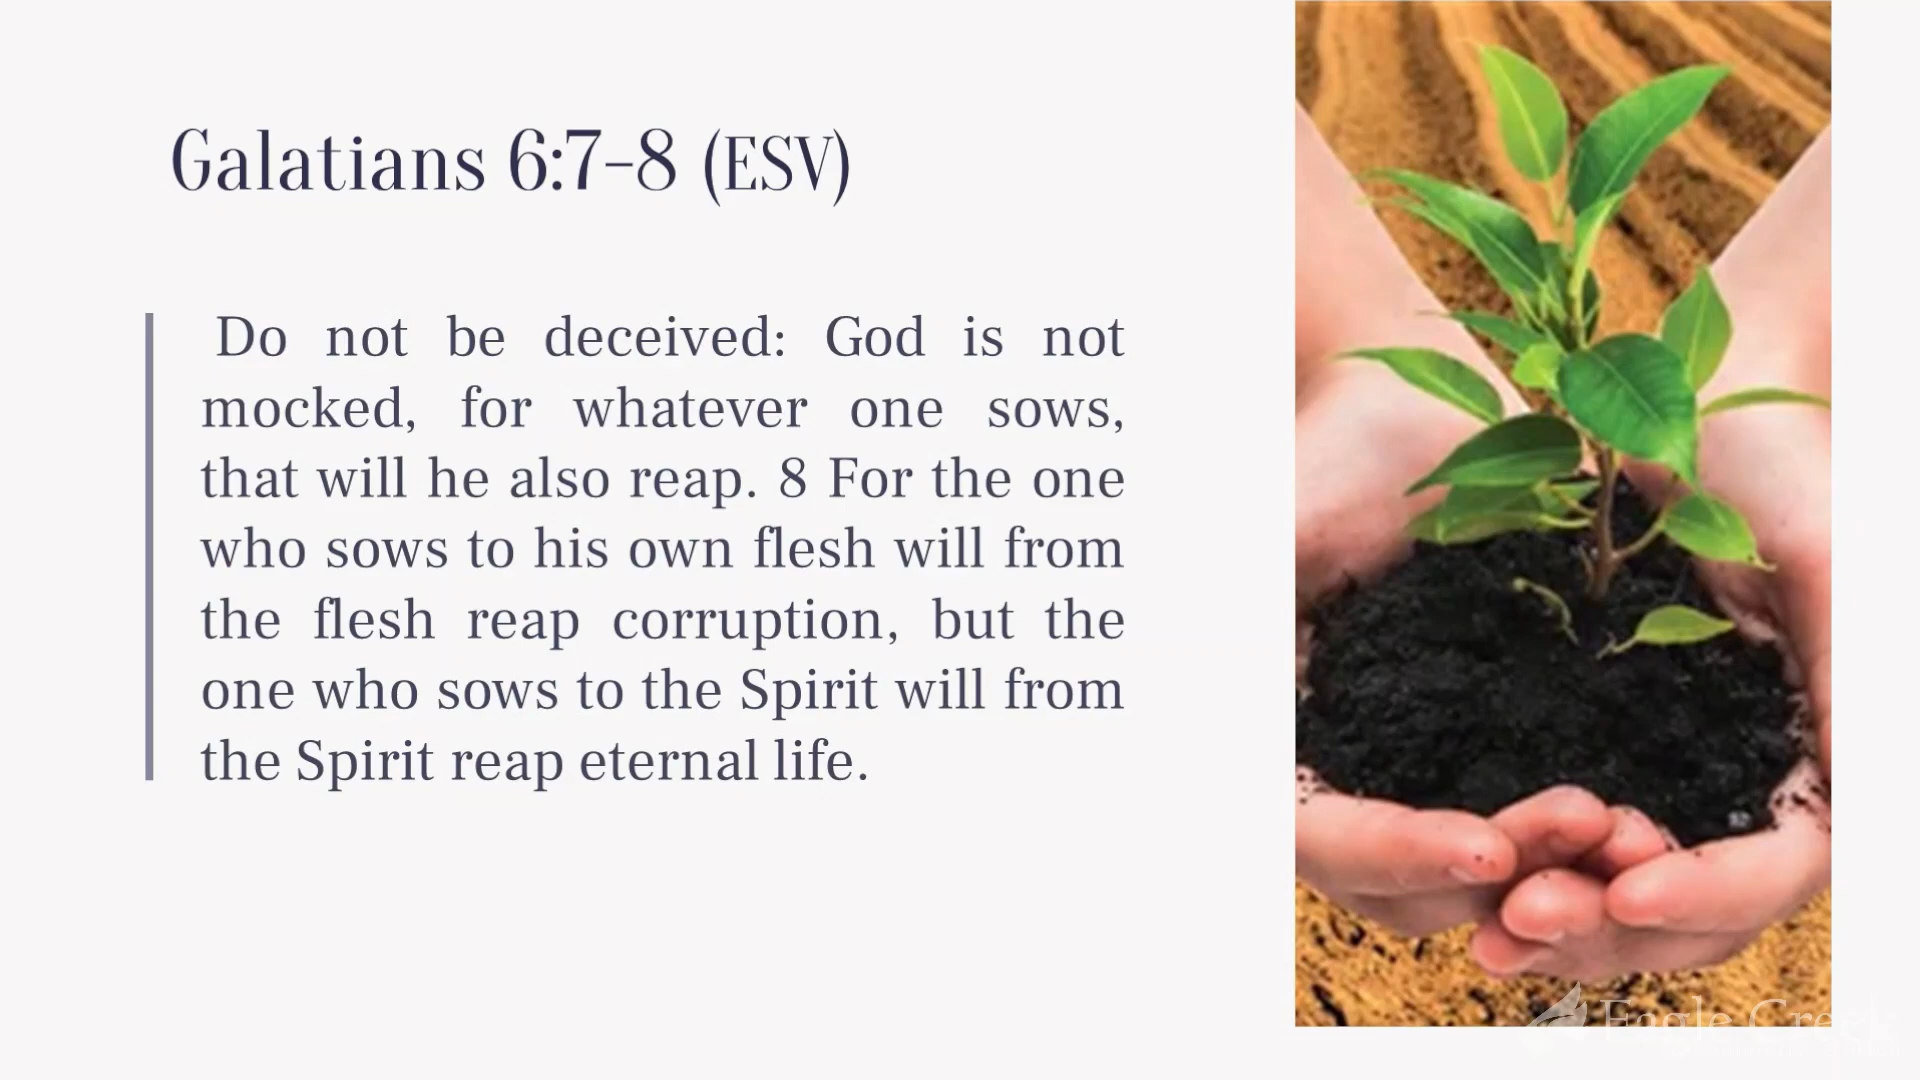 Galatians 6:7–8 (ESV)
Do not be deceived: God is not
mocked, for whatever one sows,
that will he also reap. 8 For the one
who sows to his own flesh will from
the flesh reap corruption, but the
one who sows to the Spirit will from
the Spirit reap eternal life.
Eagle Creek